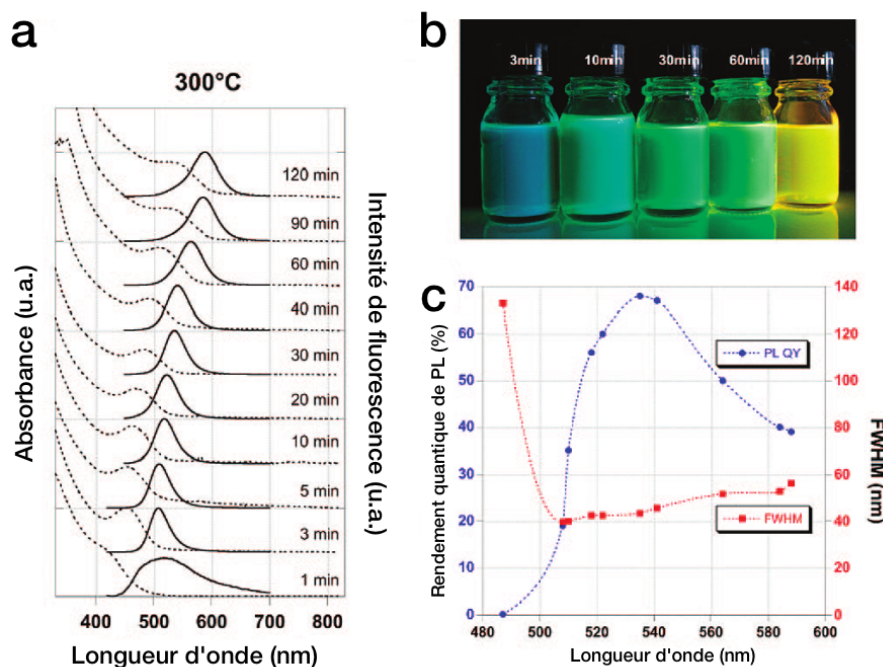 a
300°C
Absorbance (u.a.)
120 min
90 min
60 min
40 min
30 min
20 min
10 min
5 min
3 min
1 min
Intensité de fluorescence (u.a.)
400 500 600 700 800
Longueur d'onde (nm)
b
3min 10min 30min 60min 120min
c
Rendement quantique de PL (%)
70
60
50
40
30
20
10
0
PL QY
FWHM
140
120
100
80
60
40
20
0
FWHM (nm)
480 500 520 540 560 580 600
Longueur d'onde (nm)